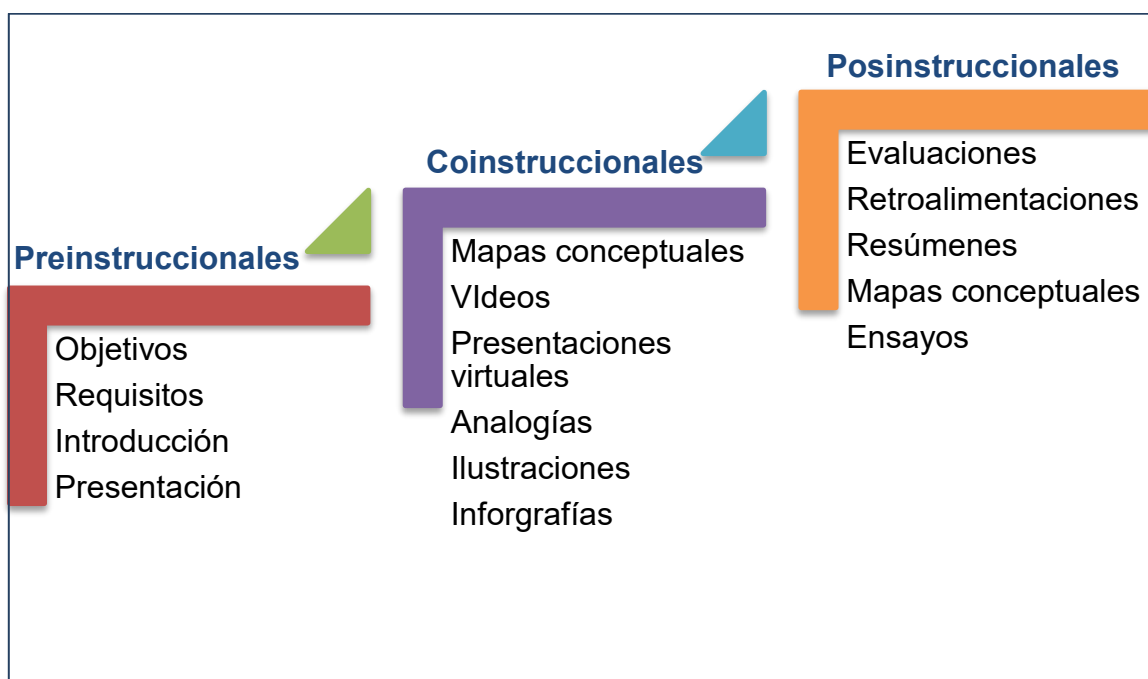 Preinstruccionales
Objetivos
Requisitos
Introducción
Presentación
Coinstruccionales
Mapas conceptuales
VIdeos
Presentaciones
virtuales
Analogías
Ilustraciones
Inforgrafías
Posinstruccionales
Evaluaciones
Retroalimentaciones
Resúmenes
Mapas conceptuales
Ensayos